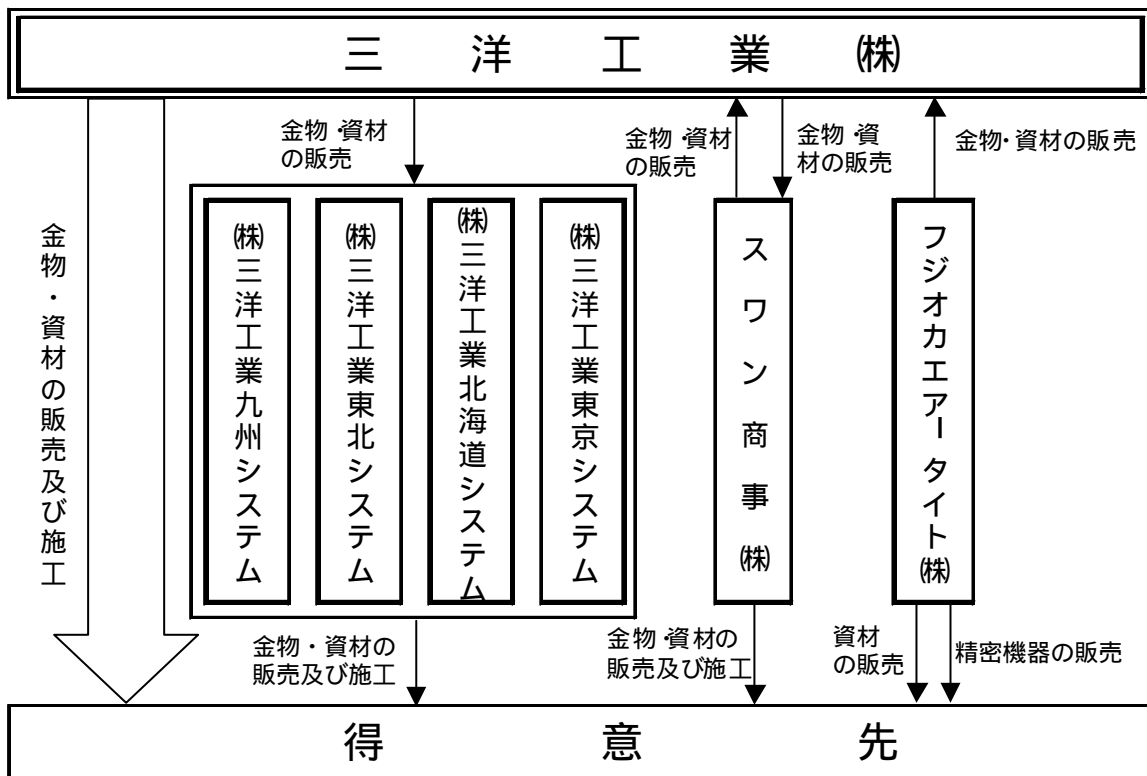 三洋工業㈱
金物・資材
の販売
金物・資材
の販売
金物・資
材の販売
金物・資材の販売
金物・資材の販売及び施工
㈱三洋工業九州システム
㈱三洋工業東北システム
㈱三洋工業北海道システム
㈱三洋工業東京システム
スワン商事㈱
フジオカエアータイト㈱
金物・資材の
販売及び施工
金物・資材の
販売及び施工
資材
の販売
精密機器の販売
得意先